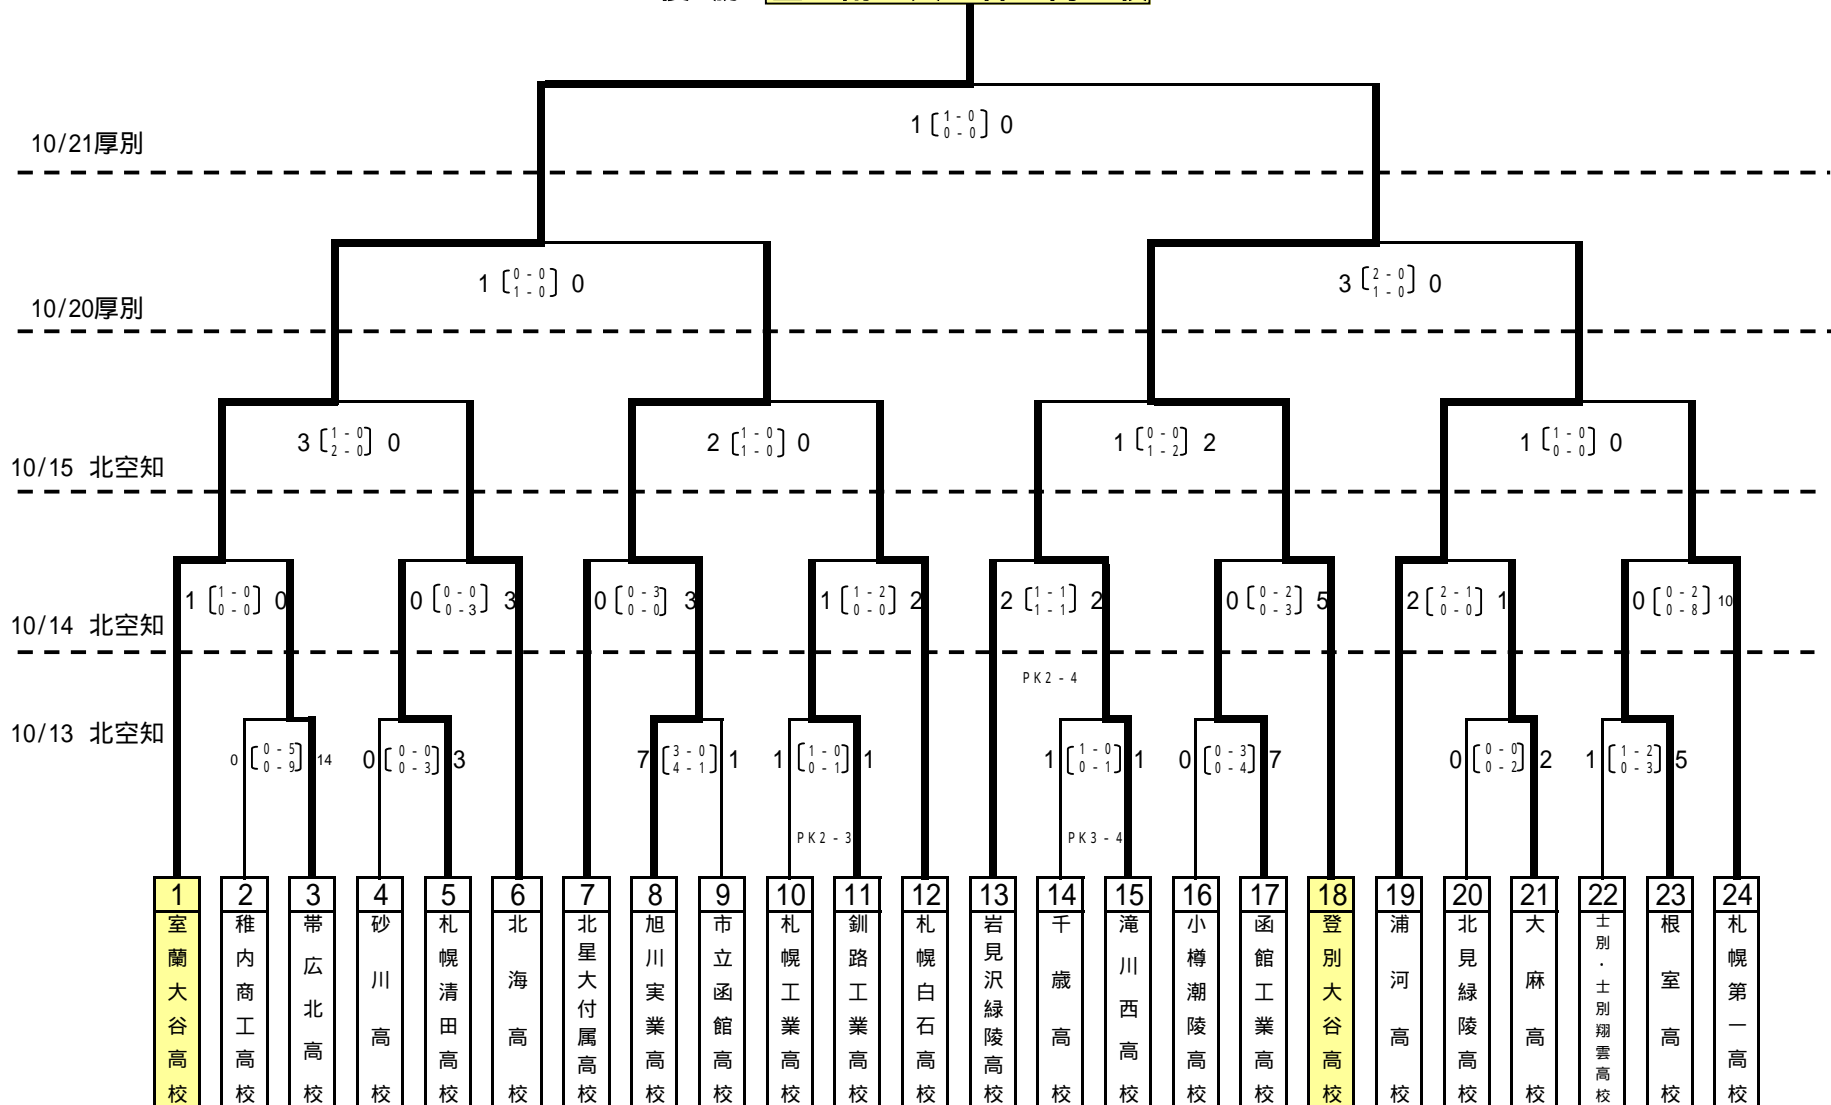 1 [1-0 0-0] 0
10/21厚別
1 [0-0 1-0] 0
3 [2-0 1-0] 0
10/20厚別
3 [1-0 2-0] 0
2 [1-0 1-0] 0
1 [0-0 1-2] 2
1 [1-0 0-0] 0
10/15 北空知
1 [1-0 0-0] 0
0 [0-0 0-3] 3
0 [0-3 0-0] 3
1 [1-2 0-0] 2
2 [1-1 1-1] 2
0 [0-2 0-3] 5
2 [2-1 0-0] 1
0 [0-2 0-8] 10
10/14 北空知
PK2-4
10/13 北空知
0 [0-5 0-9] 14
0 [0-0 0-3] 3
7 [3-0 4-1] 1
1 [1-0 0-1] 1
1 [1-0 0-1] 1
0 [0-3 0-4] 7
0 [0-0 0-2] 2
1 [1-2 0-3] 5
PK2-3
PK3-4
1 室蘭大谷高校
2 稚内商工高校
3 帯広北高校
4 砂川高校
5 札幌清田高校
6 北海高校
7 北星大付属高校
8 旭川実業高校
9 市立函館高校
10 札幌工業高校
11 釧路工業高校
12 札幌白石高校
13 岩見沢緑陵高校
14 千歳高校
15 滝川西高校
16 小樽潮陵高校
17 函館工業高校
18 登別大谷高校
19 浦河高校
20 北見緑陵高校
21 大麻高校
22 士別・士別翔雲高校
23 根室高校
24 札幌第一高校